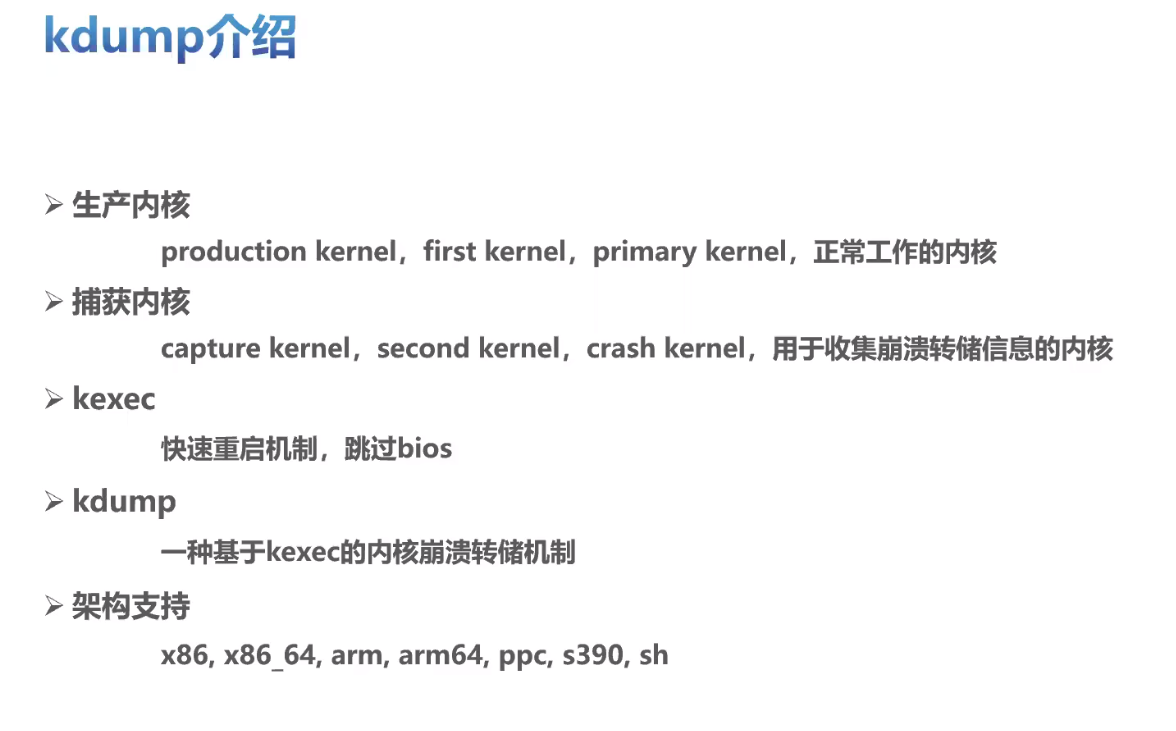 kdump介绍
生产内核
production kernel，first kernel，primary kernel，正常工作的内核
捕获内核
capture kernel，second kernel，crash kernel，用于收集崩溃转储信息的内核
kexec
快速重启机制，跳过bios
kdump
一种基于kexec的内核崩溃转储机制
架构支持
x86, x86_64, arm, arm64, ppc, s390, sh